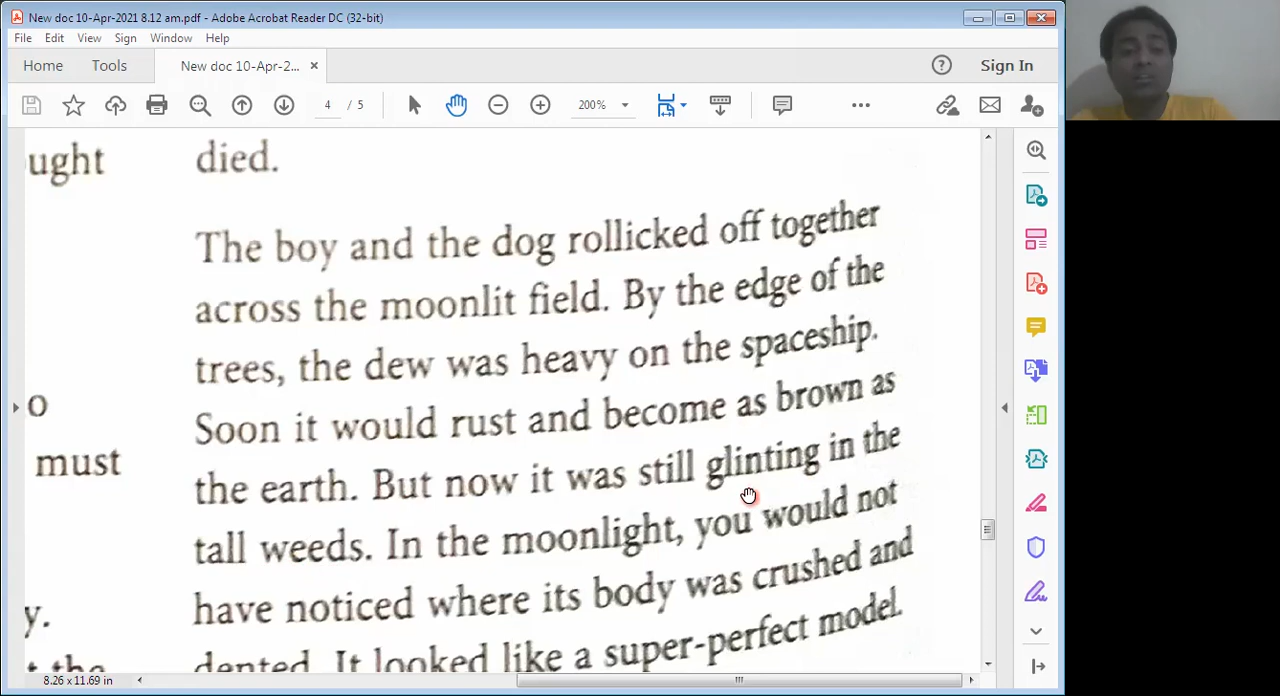 New doc 10-Apr-2021 8.12 am.pdf - Adobe Acrobat Reader DC (32-bit)
File Edit View Sign Window Help
Home Tools New doc 10-Apr-2... × Sign In
4 / 5 200%
ught died.
The boy and the dog rollicked off together
across the moonlit field. By the edge of the
trees, the dew was heavy on the spaceship.
o Soon it would rust and become as brown as
must the earth. But now it was still glinting in the
tall weeds. In the moonlight, you would not
y. have noticed where its body was crushed and
the dented. It looked like a super-perfect model.
8.26 x 11.69 in